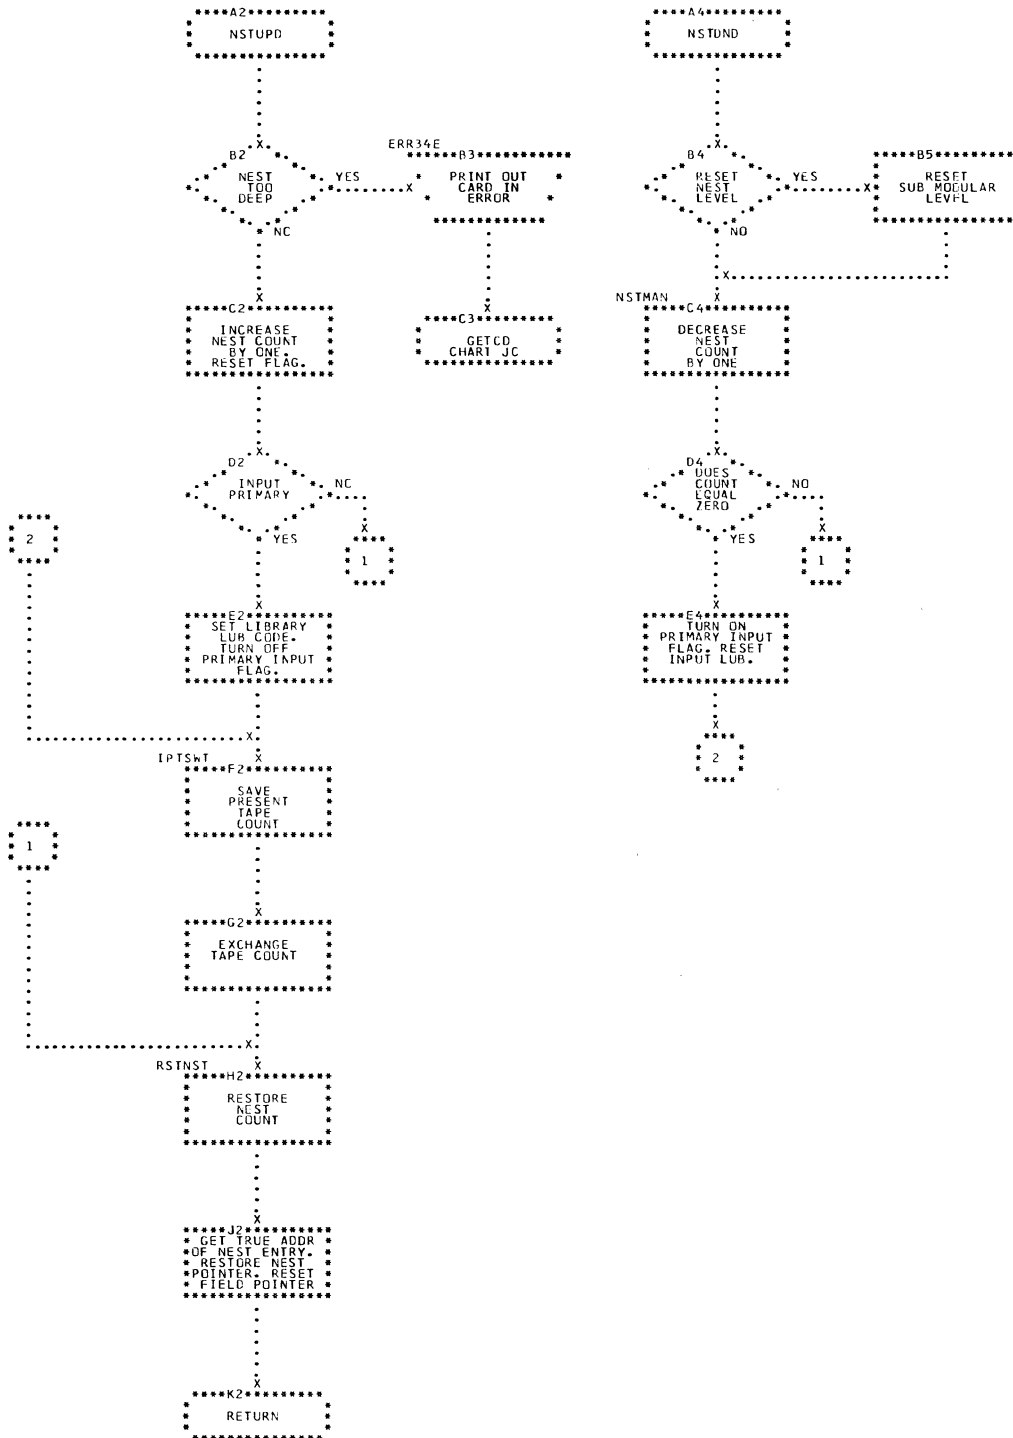 A2
NSTUPD
A4
NSTDND
B2
NEST
TOO
DEEP
YES
NC
ERR34E
B3
PRINT OUT
CARD IN
ERROR
B4
RESET
NEST
LEVEL
YES
NO
B5
RESET
SUB MODULAR
LEVEL
C2
INCREASE
NEST COUNT
BY ONE.
RESET FLAG.
C3
GETCD
CHART JC
NSTMAN
C4
DECREASE
NEST
COUNT
BY ONE
D2
INPUT
PRIMARY
NC
YES
D4
DOES
COUNT
EQUAL
ZERO
NO
YES
2
1
1
E2
SET LIBRARY
LUB CODE.
TURN OFF
PRIMARY INPUT
FLAG.
E4
TURN ON
PRIMARY INPUT
FLAG. RESET
INPUT LUB.
IPTSWT
F2
SAVE
PRESENT
TAPE
COUNT
2
1
G2
EXCHANGE
TAPE COUNT
RSTNST
H2
RESTORE
NEST
COUNT
J2
GET TRUE ADDR
OF NEST ENTRY.
RESTORE NEST
POINTER. RESET
FIELD POINTER
K2
RETURN